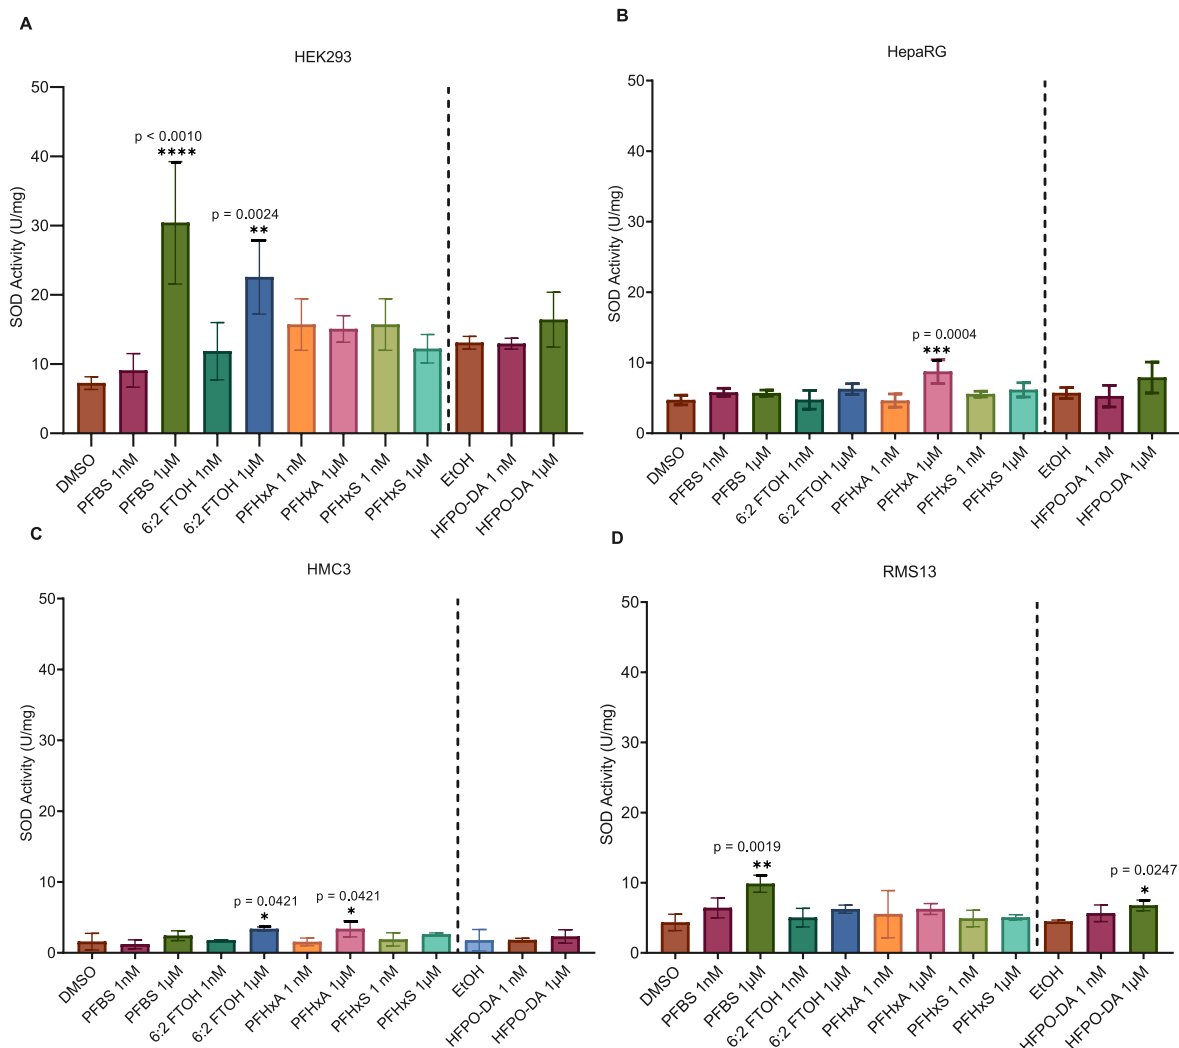 A
HEK293
SOD Activity (U/mg)
50
40
30
20
10
0
p < 0.0010
****
p = 0.0024
**
DMSO
PFBS 1nM
PFBS 1µM
6:2 FTOH 1nM
6:2 FTOH 1µM
PFHxA 1 nM
PFHxA 1µM
PFHxS 1 nM
PFHxS 1µM
EtOH
HFPO-DA 1 nM
HFPO-DA 1µM
B
HepaRG
SOD Activity (U/mg)
50
40
30
20
10
0
p = 0.0004
***
DMSO
PFBS 1nM
PFBS 1µM
6:2 FTOH 1nM
6:2 FTOH 1µM
PFHxA 1 nM
PFHxA 1µM
PFHxS 1 nM
PFHxS 1µM
EtOH
HFPO-DA 1 nM
HFPO-DA 1µM
C
HMC3
SOD Activity (U/mg)
50
40
30
20
10
0
p = 0.0421
*
p = 0.0421
*
DMSO
PFBS 1nM
PFBS 1µM
6:2 FTOH 1nM
6:2 FTOH 1µM
PFHxA 1 nM
PFHxA 1µM
PFHxS 1 nM
PFHxS 1µM
EtOH
HFPO-DA 1 nM
HFPO-DA 1µM
D
RMS13
SOD Activity (U/mg)
50
40
30
20
10
0
p = 0.0019
**
p = 0.0247
*
DMSO
PFBS 1nM
PFBS 1µM
6:2 FTOH 1nM
6:2 FTOH 1µM
PFHxA 1 nM
PFHxA 1µM
PFHxS 1 nM
PFHxS 1µM
EtOH
HFPO-DA 1 nM
HFPO-DA 1µM